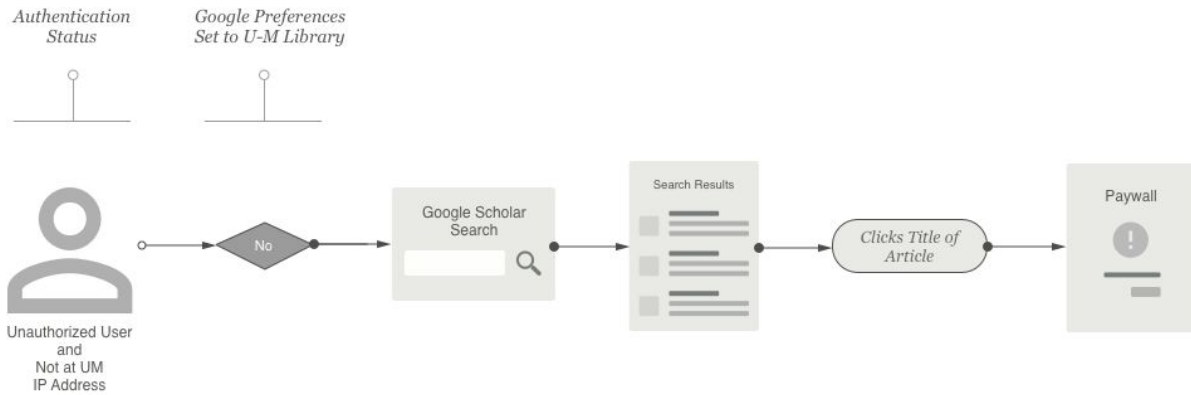 Authentication
Status
Google Preferences
Set to U-M Library
Unauthorized User
and
Not at UM
IP Address
No
Google Scholar
Search
Search Results
Clicks Title of
Article
Paywall
!